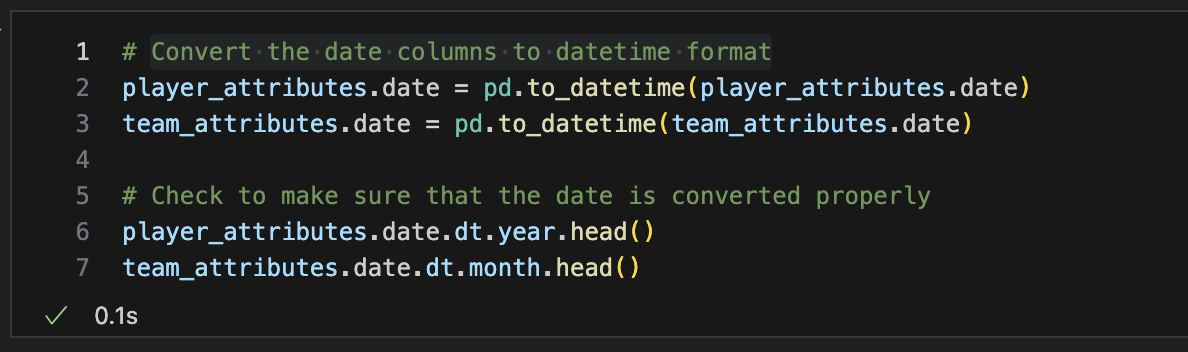 1 # Convert the date columns to datetime format
2 player_attributes.date = pd.to_datetime(player_attributes.date)
3 team_attributes.date = pd.to_datetime(team_attributes.date)
4
5 # Check to make sure that the date is converted properly
6 player_attributes.date.dt.year.head()
7 team_attributes.date.dt.month.head()
✓ 0.1s